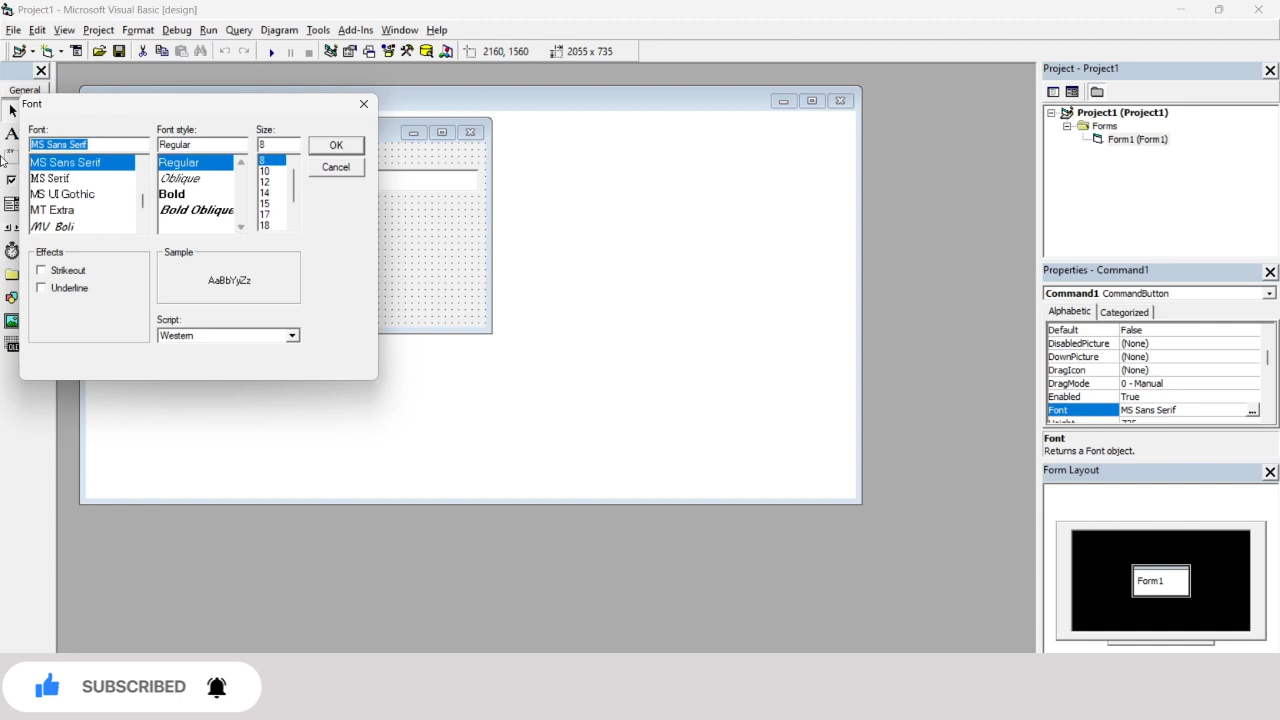 Project1 - Microsoft Visual Basic [design]
File Edit View Project Format Debug Run Query Diagram Tools Add-Ins Window Help
2160, 1560 2055 x 735
General
Font
Font:
MS Sans Serif
MS Sans Serif
MS Serif
MS UI Gothic
MT Extra
MV Boli
Font style:
Regular
Regular
Oblique
Bold
Bold Oblique
Size:
8
8
10
12
14
15
17
18
OK
Cancel
Effects
Strikeout
Underline
Sample
AaBbYyZz
Script:
Western
Project - Project1
Project1 (Project1)
Forms
Form1 (Form1)
Properties - Command1
Command1 CommandButton
Alphabetic Categorized
Default False
DisabledPicture (None)
DownPicture (None)
DragIcon (None)
DragMode 0 - Manual
Enabled True
Font MS Sans Serif ...
Font
Returns a Font object.
Form Layout
Form1
SUBSCRIBED